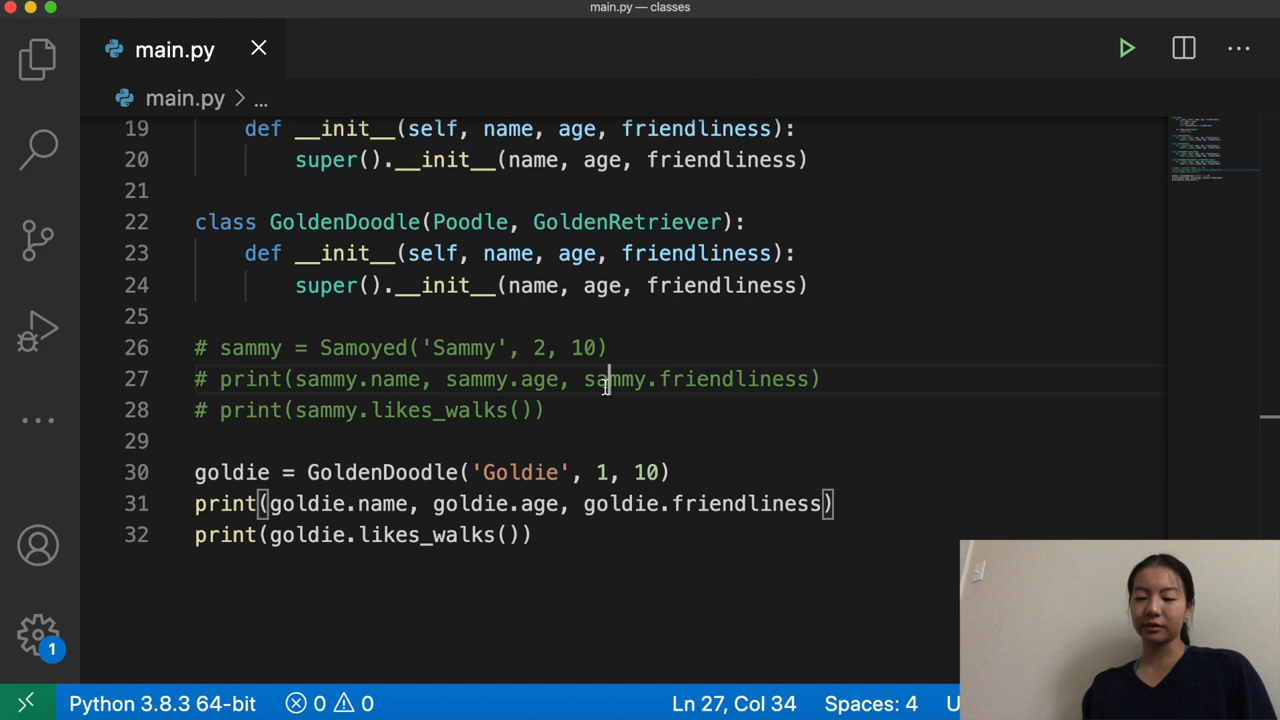 main.py — classes
main.py
main.py > ...
19 def __init__(self, name, age, friendliness):
20 super().__init__(name, age, friendliness)
21
22 class GoldenDoodle(Poodle, GoldenRetriever):
23 def __init__(self, name, age, friendliness):
24 super().__init__(name, age, friendliness)
25
26 # sammy = Samoyed('Sammy', 2, 10)
27 # print(sammy.name, sammy.age, sammy.friendliness)
28 # print(sammy.likes_walks())
29
30 goldie = GoldenDoodle('Goldie', 1, 10)
31 print(goldie.name, goldie.age, goldie.friendliness)
32 print(goldie.likes_walks())
1
Python 3.8.3 64-bit 0 0 Ln 27, Col 34 Spaces: 4 U